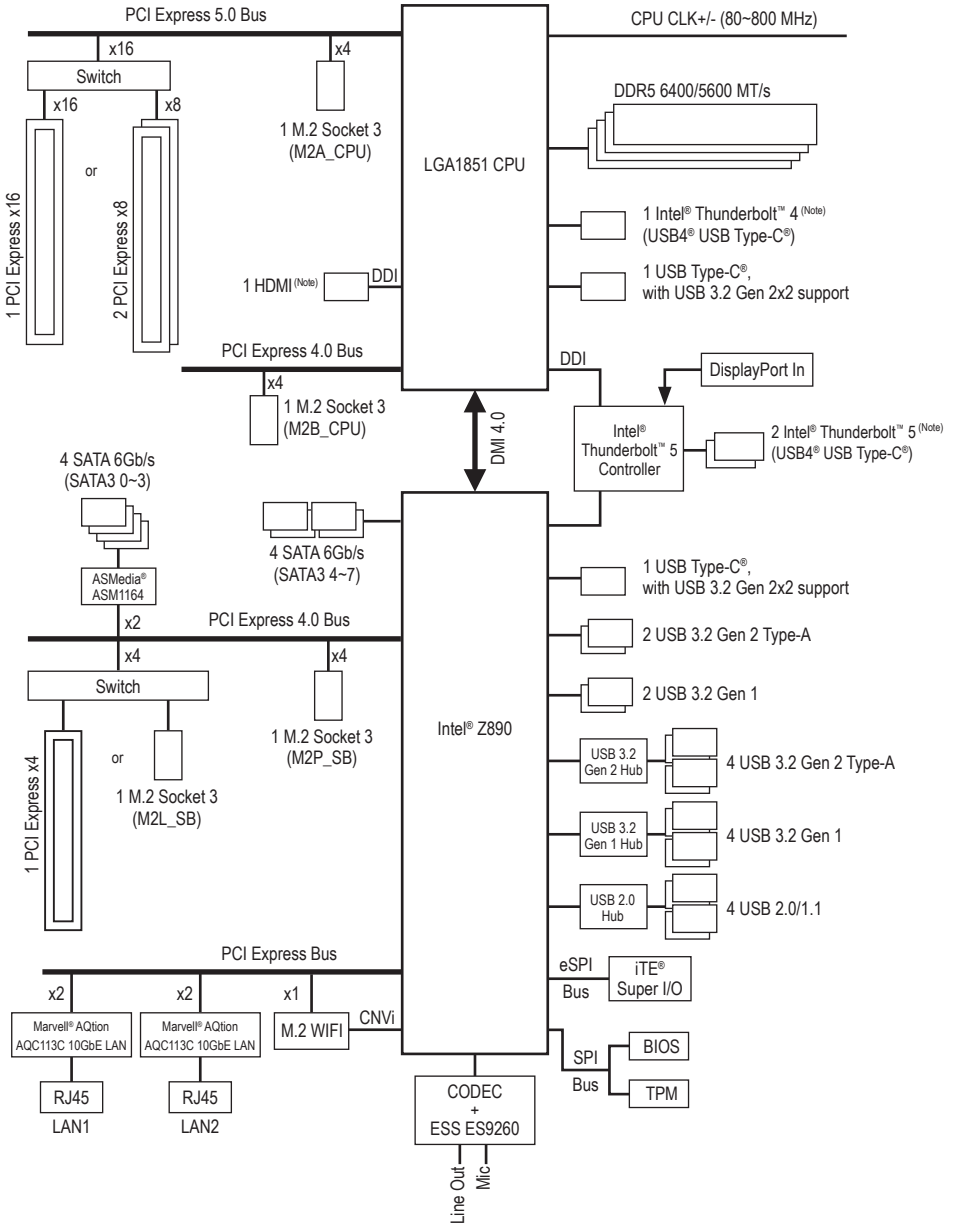 PCI Express 5.0 Bus
CPU CLK+/- (80~800 MHz)
x16
x4
Switch
x16
x8
1 M.2 Socket 3
(M2A_CPU)
1 PCI Express x16
or
2 PCI Express x8
LGA1851 CPU
DDR5 6400/5600 MT/s
1 Intel® Thunderbolt™ 4 (Note)
(USB4® USB Type-C®)
1 HDMI (Note)
DDI
1 USB Type-C®,
with USB 3.2 Gen 2x2 support
PCI Express 4.0 Bus
x4
1 M.2 Socket 3
(M2B_CPU)
DMI 4.0
DDI
DisplayPort In
Intel®
Thunderbolt™ 5
Controller
2 Intel® Thunderbolt™ 5 (Note)
(USB4® USB Type-C®)
4 SATA 6Gb/s
(SATA3 0~3)
ASMedia®
ASM1164
x2
4 SATA 6Gb/s
(SATA3 4~7)
PCI Express 4.0 Bus
x4
x4
Switch
1 PCI Express x4
or
1 M.2 Socket 3
(M2L_SB)
1 M.2 Socket 3
(M2P_SB)
Intel® Z890
1 USB Type-C®,
with USB 3.2 Gen 2x2 support
2 USB 3.2 Gen 2 Type-A
2 USB 3.2 Gen 1
USB 3.2
Gen 2 Hub
4 USB 3.2 Gen 2 Type-A
USB 3.2
Gen 1 Hub
4 USB 3.2 Gen 1
USB 2.0
Hub
4 USB 2.0/1.1
PCI Express Bus
x2
x2
x1
Marvell® AQtion
AQC113C 10GbE LAN
Marvell® AQtion
AQC113C 10GbE LAN
M.2 WIFI
CNVi
RJ45
LAN1
RJ45
LAN2
eSPI
Bus
iTE®
Super I/O
SPI
Bus
BIOS
TPM
CODEC
+
ESS ES9260
Line Out
Mic